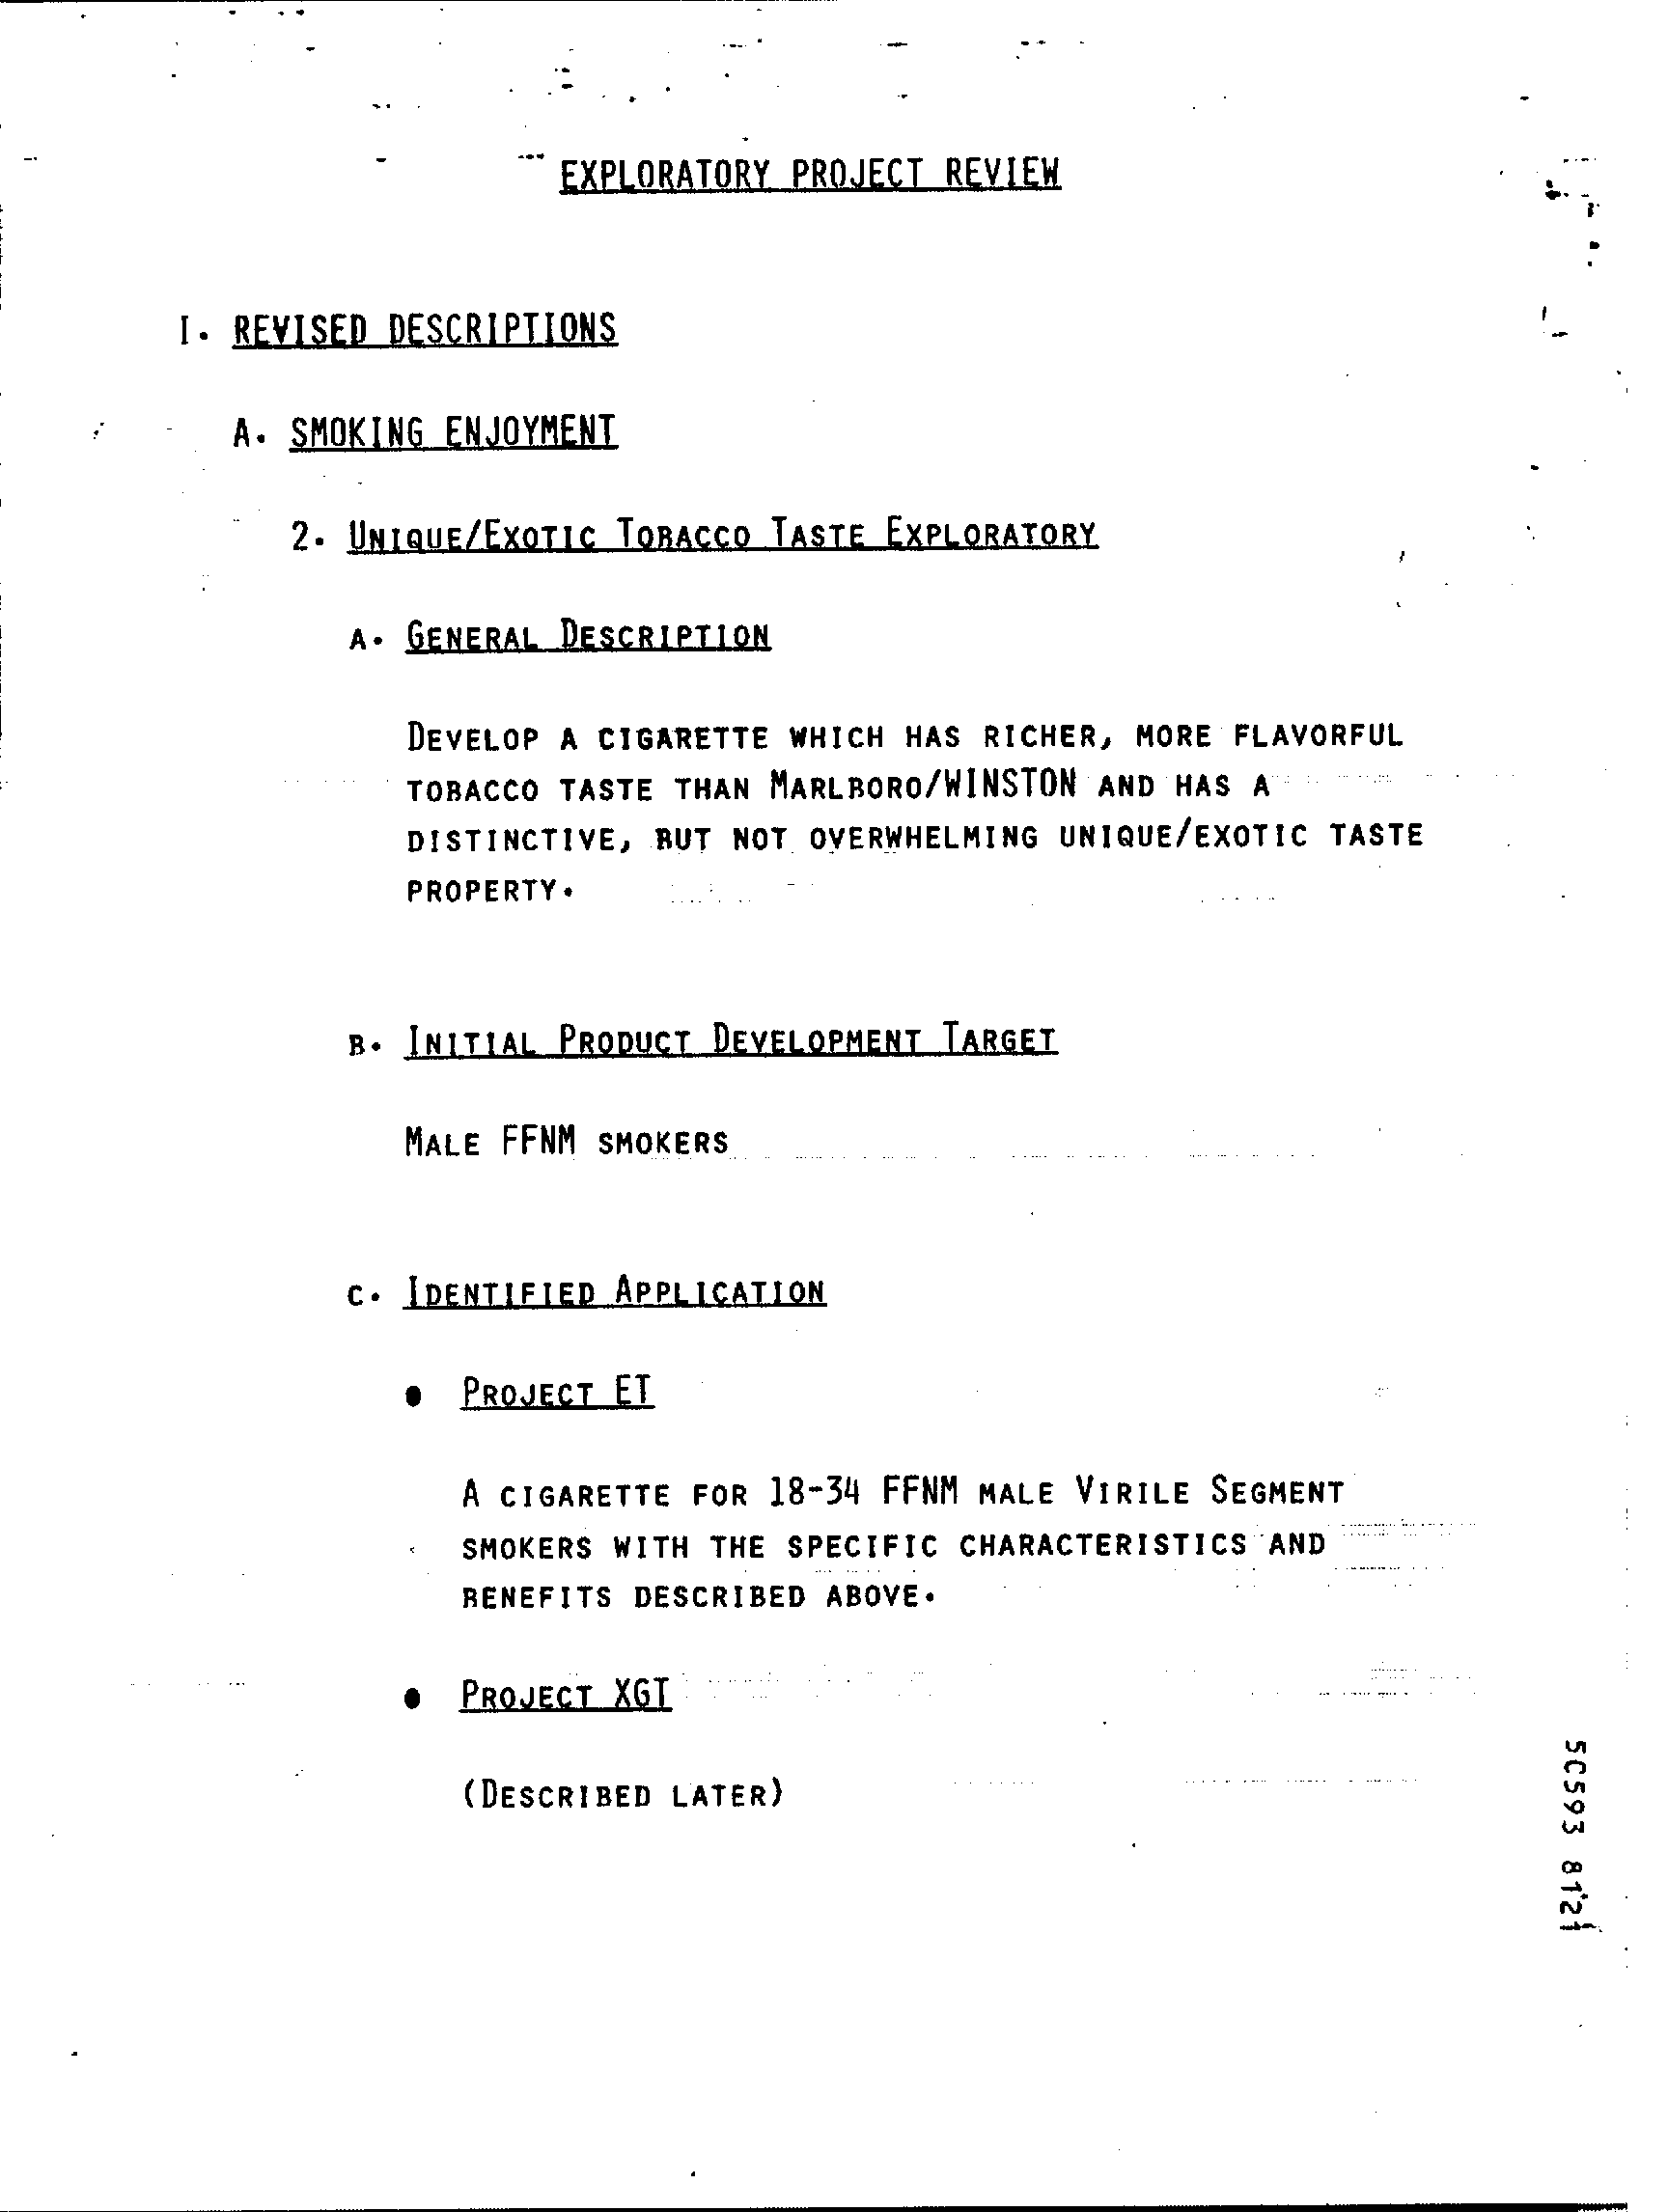 EXPLORATORY PROJECT REVIEW
I. REVISED DESCRIPTIONS
A. SMOKING ENJOYMENT
2. UNIQUE/EXOTIC TOBACCO TASTE EXPLORATORY
A. GENERAL DESCRIPTION
DEVELOP A CIGARETTE WHICH HAS RICHER, MORE FLAVORFUL
TOBACCO TASTE THAN MARLBORO/WINSTON AND HAS A
DISTINCTIVE, BUT NOT OVERWHELMING UNIQUE/EXOTIC TASTE
PROPERTY.
B. INITIAL PRODUCT DEVELOPMENT TARGET
MALE FFNM SMOKERS
C. IDENTIFIED APPLICATION
● PROJECT ET
A CIGARETTE FOR 18-34 FFNM MALE VIRILE SEGMENT
SMOKERS WITH THE SPECIFIC CHARACTERISTICS AND
BENEFITS DESCRIBED ABOVE.
● PROJECT XGT
(DESCRIBED LATER)
50593 8121